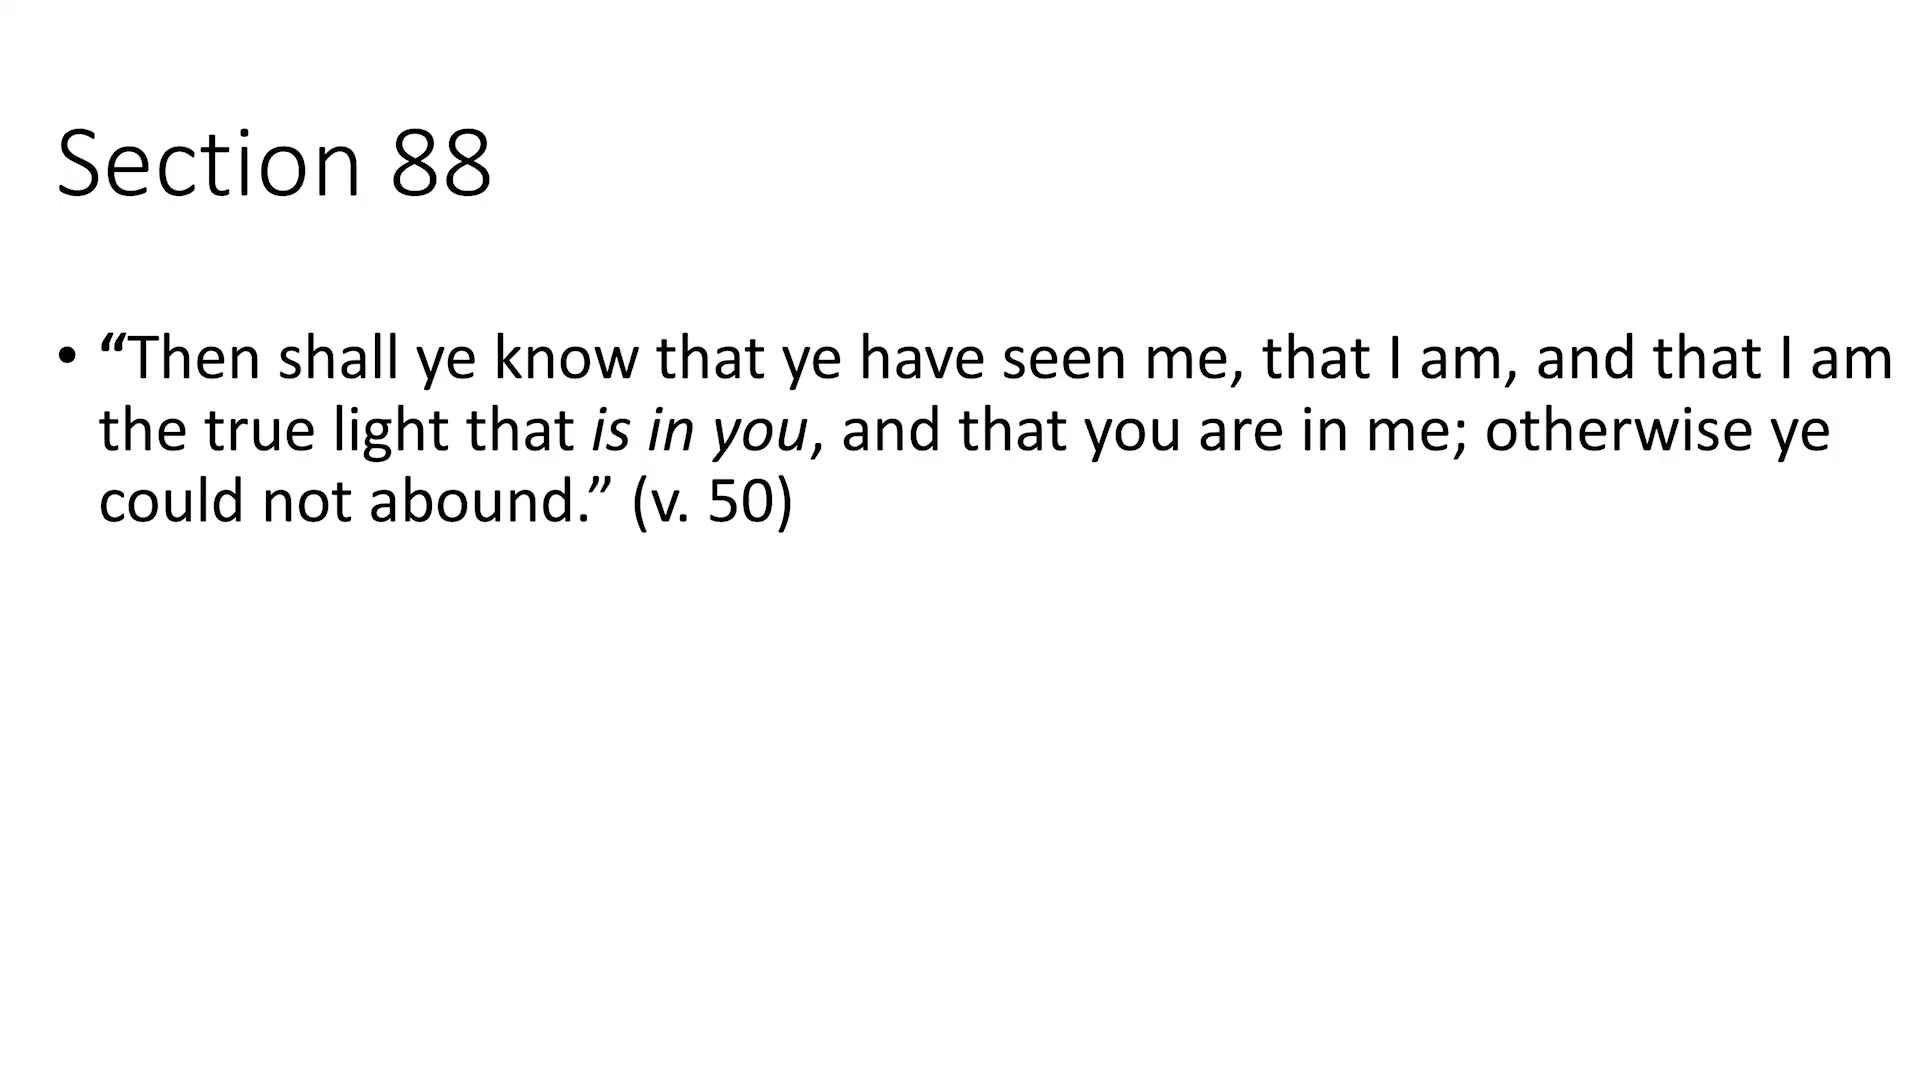 Section 88
• “Then shall ye know that ye have seen me, that I am, and that I am
the true light that is in you, and that you are in me; otherwise ye
could not abound.” (v. 50)